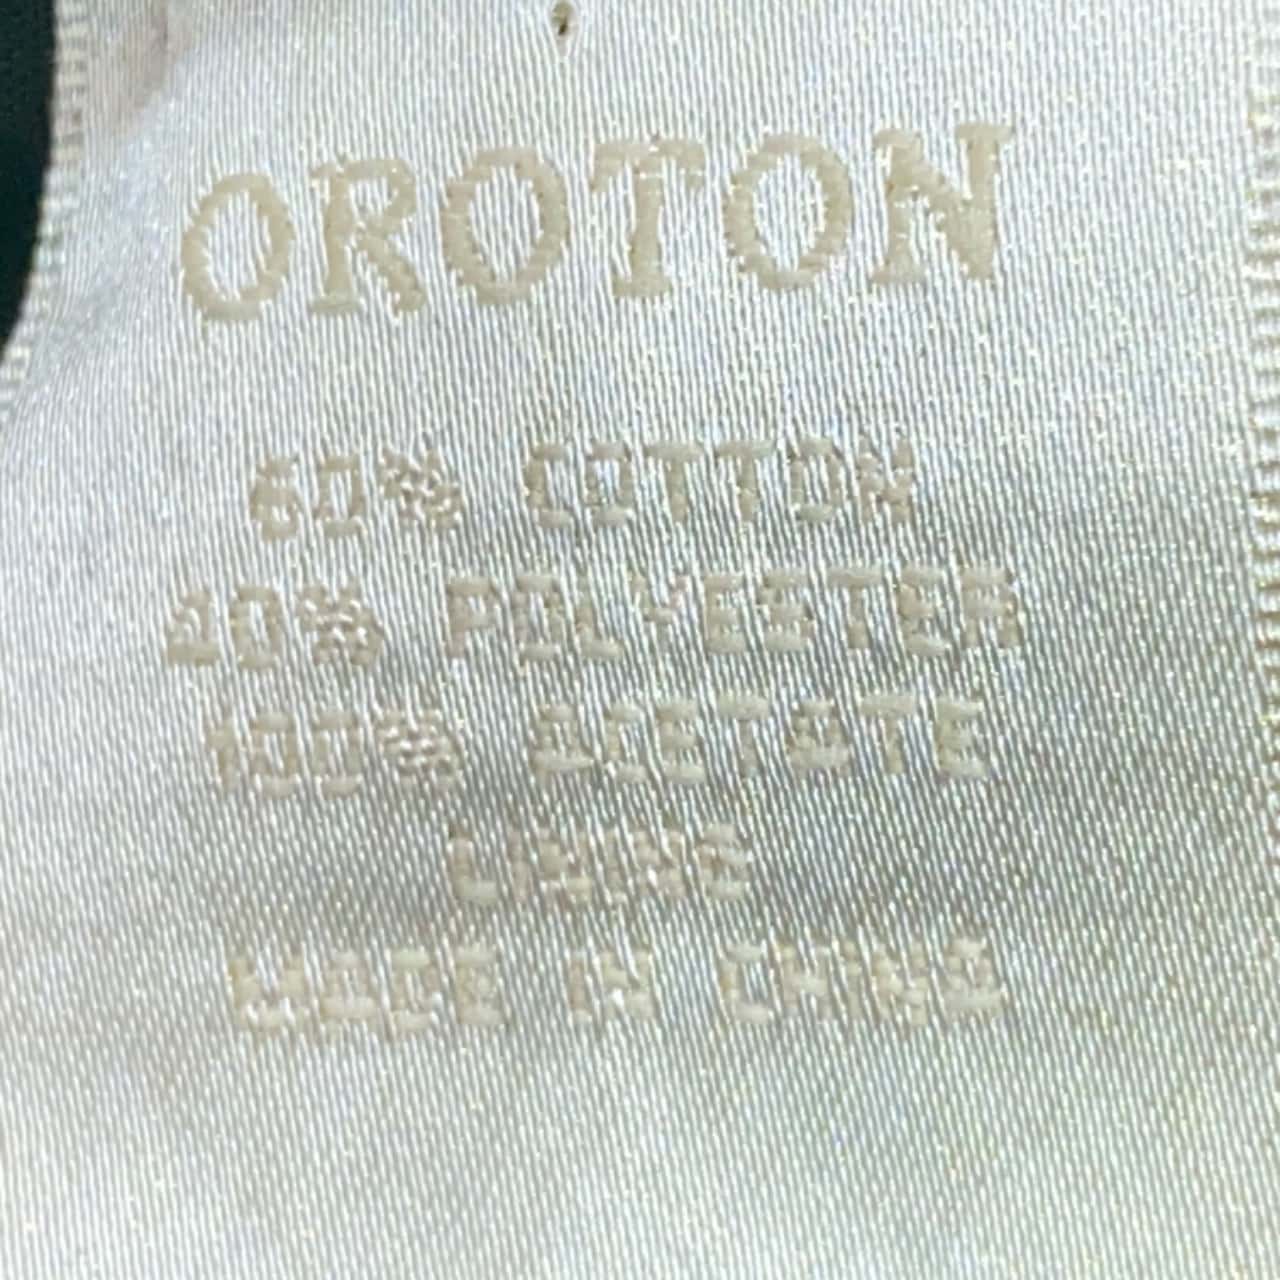 OROTON
60% COTTON
40% POLYESTER
100% ACETATE
LINING
MADE IN CHINA